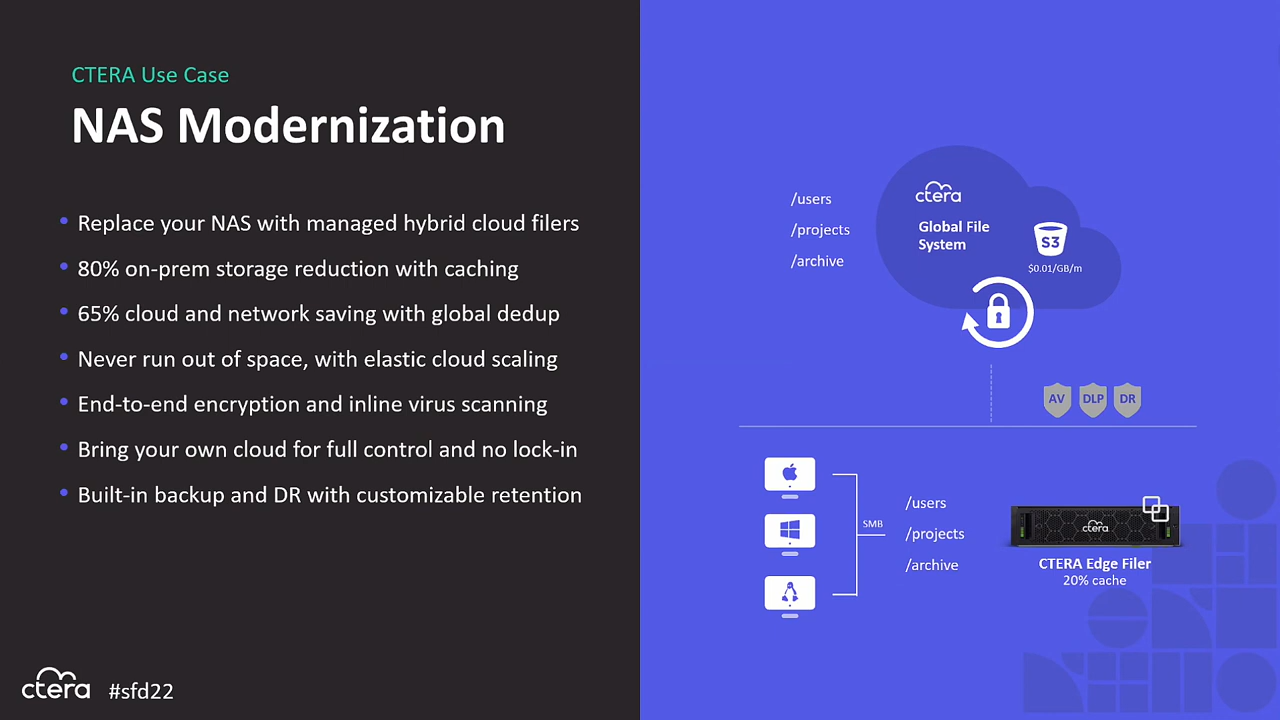 CTERA Use Case
NAS Modernization
• Replace your NAS with managed hybrid cloud filers
• 80% on-prem storage reduction with caching
• 65% cloud and network saving with global dedup
• Never run out of space, with elastic cloud scaling
• End-to-end encryption and inline virus scanning
• Bring your own cloud for full control and no lock-in
• Built-in backup and DR with customizable retention
ctera #sfd22
/users
/projects
/archive
ctera
Global File
System
S3
$0.01/GB/m
AV DLP DR
SMB
/users
/projects
/archive
ctera
CTERA Edge Filer
20% cache